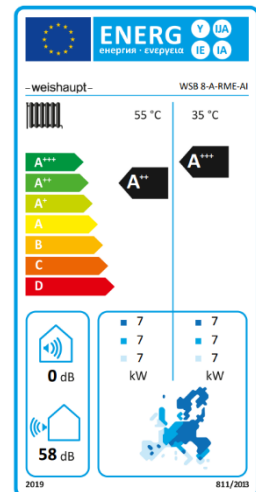 ENERG Y IJA
енергия · ενεργεια IE IA
-weishaupt- WSB 8-A-RME-AI
55 °C 35 °C
A+++ A+++
A++ A++
A+
A
B
C
D
7 7
7 7
7 7
kW kW
0 dB
58 dB
2019 811/2013